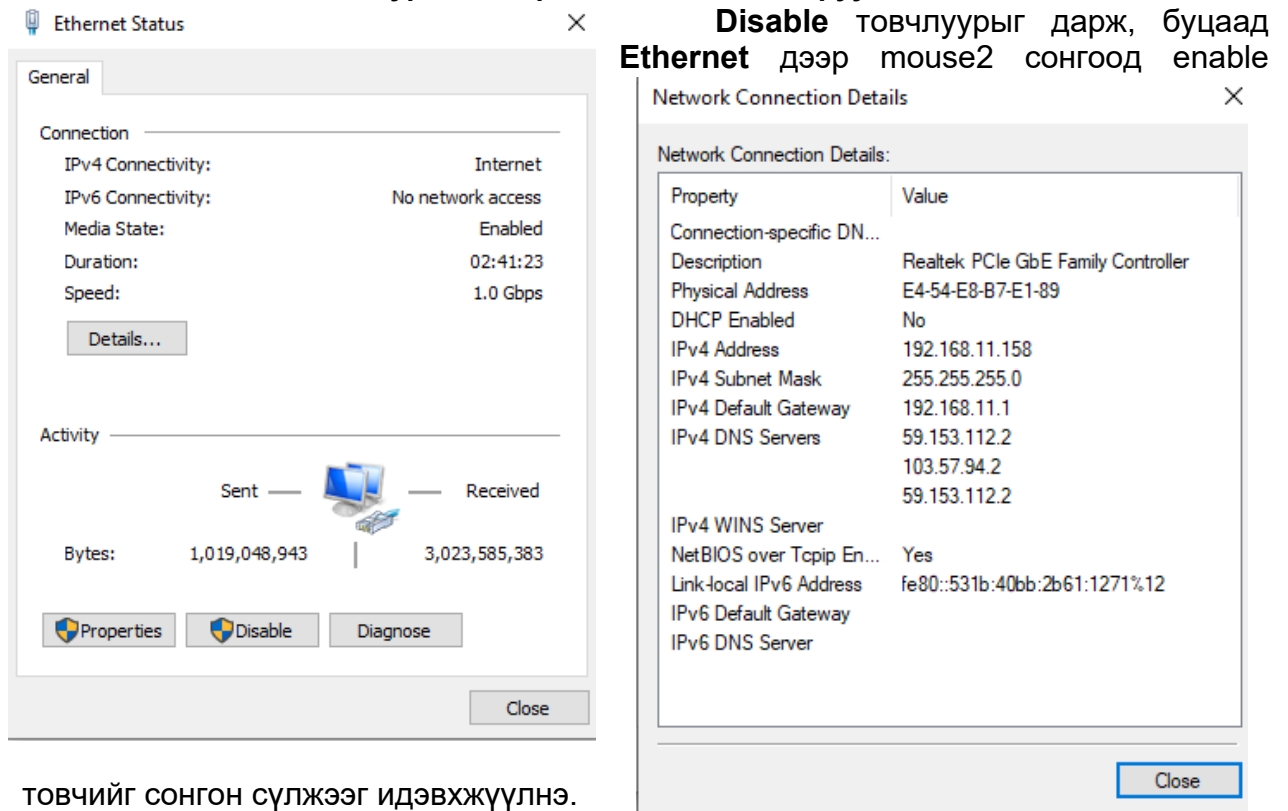 Disable товчлуурыг дарж, буцаад
Ethernet дээр mouse2 сонгоод enable
Ethernet Status
General
Connection
IPv4 Connectivity: Internet
IPv6 Connectivity: No network access
Media State: Enabled
Duration: 02:41:23
Speed: 1.0 Gbps
Details...
Activity
Sent — — Received
Bytes: 1,019,048,943 | 3,023,585,383
Properties Disable Diagnose
Close
Network Connection Details
Network Connection Details:
Property Value
Connection-specific DN...
Description Realtek PCIe GbE Family Controller
Physical Address E4-54-E8-B7-E1-89
DHCP Enabled No
IPv4 Address 192.168.11.158
IPv4 Subnet Mask 255.255.255.0
IPv4 Default Gateway 192.168.11.1
IPv4 DNS Servers 59.153.112.2
103.57.94.2
59.153.112.2
IPv4 WINS Server
NetBIOS over Tcpip En... Yes
Link-local IPv6 Address fe80::531b:40bb:2b61:1271%12
IPv6 Default Gateway
IPv6 DNS Server
Close
товчийг сонгон сүлжээг идэвхжүүлнэ.